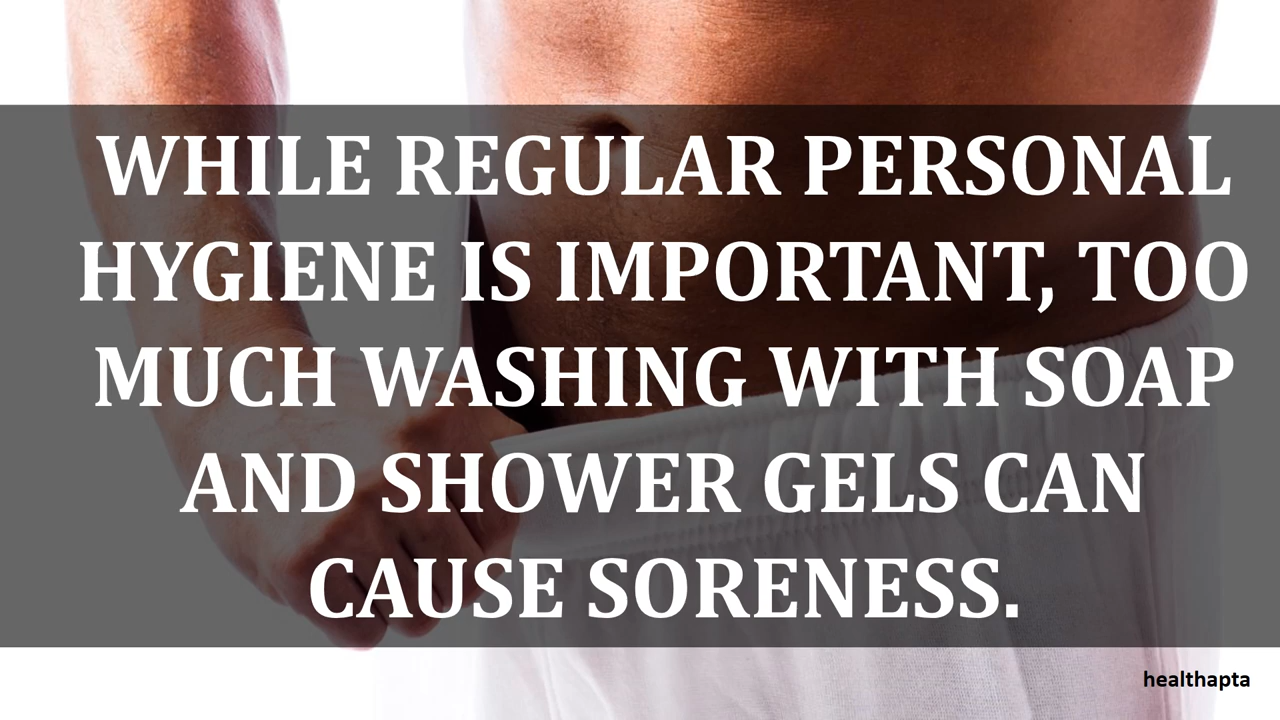 WHILE REGULAR PERSONAL
HYGIENE IS IMPORTANT, TOO
MUCH WASHING WITH SOAP
AND SHOWER GELS CAN
CAUSE SORENESS.
healthapta